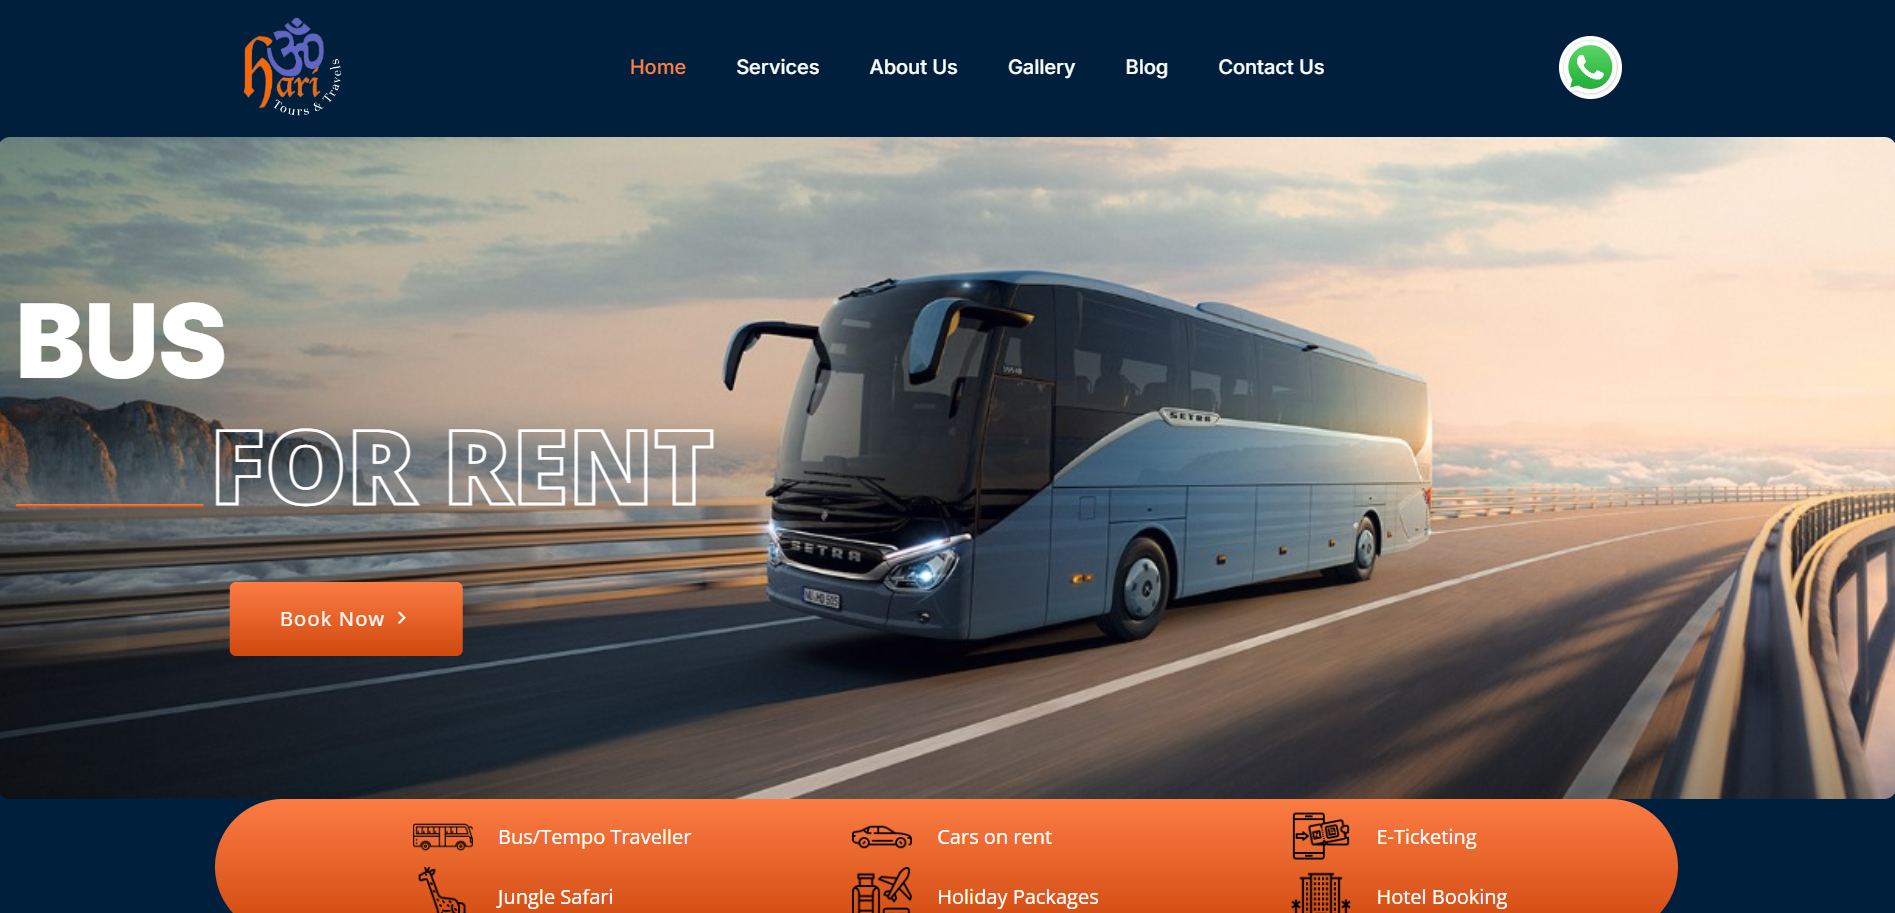 ॐ
hari
Tours & Travels
Home
Services
About Us
Gallery
Blog
Contact Us
BUS
FOR RENT
Book Now
SETRA
SETRA
Bus/Tempo Traveller
Cars on rent
E-Ticketing
Jungle Safari
Holiday Packages
Hotel Booking